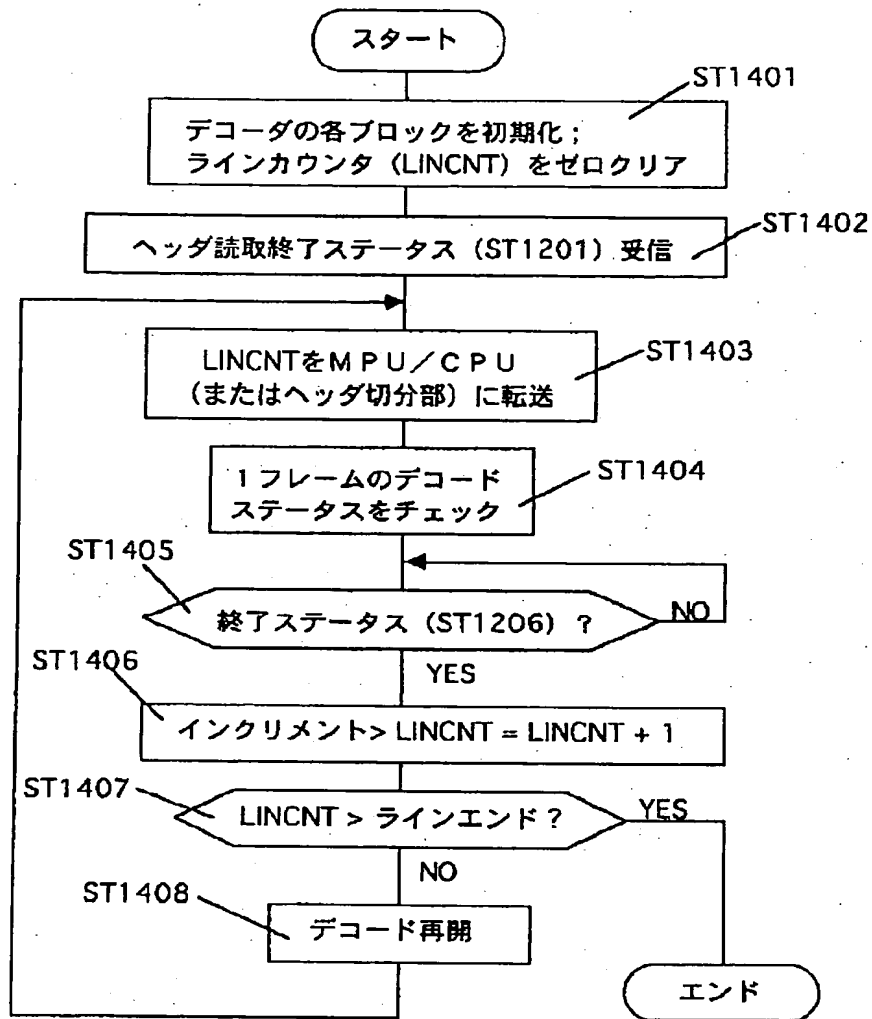 スタート
ST1401
デコーダの各ブロックを初期化；
ラインカウンタ（LINCNT）をゼロクリア
ST1402
ヘッダ読取終了ステータス（ST1201）受信
ST1403
LINCNTをＭＰＵ／ＣＰＵ
（またはヘッダ切分部）に転送
ST1404
1フレームのデコード
ステータスをチェック
ST1405
終了ステータス（ST1206）？
NO
YES
ST1406
インクリメント> LINCNT = LINCNT + 1
ST1407
LINCNT > ラインエンド？
YES
NO
ST1408
デコード再開
エンド